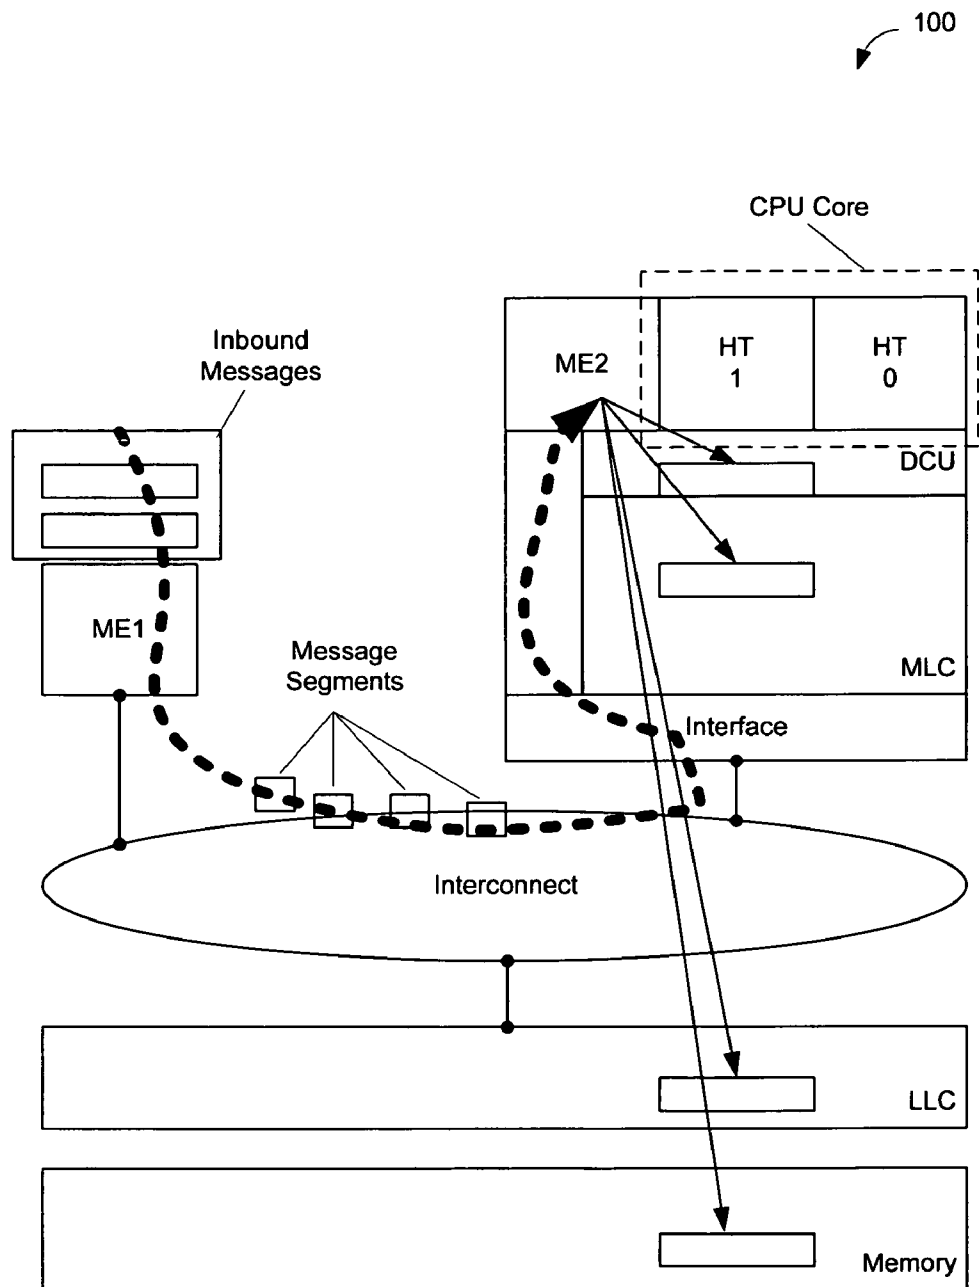 100
CPU Core
Inbound
Messages
ME2
HT
1
HT
0
DCU
ME1
Message
Segments
MLC
Interface
Interconnect
LLC
Memory